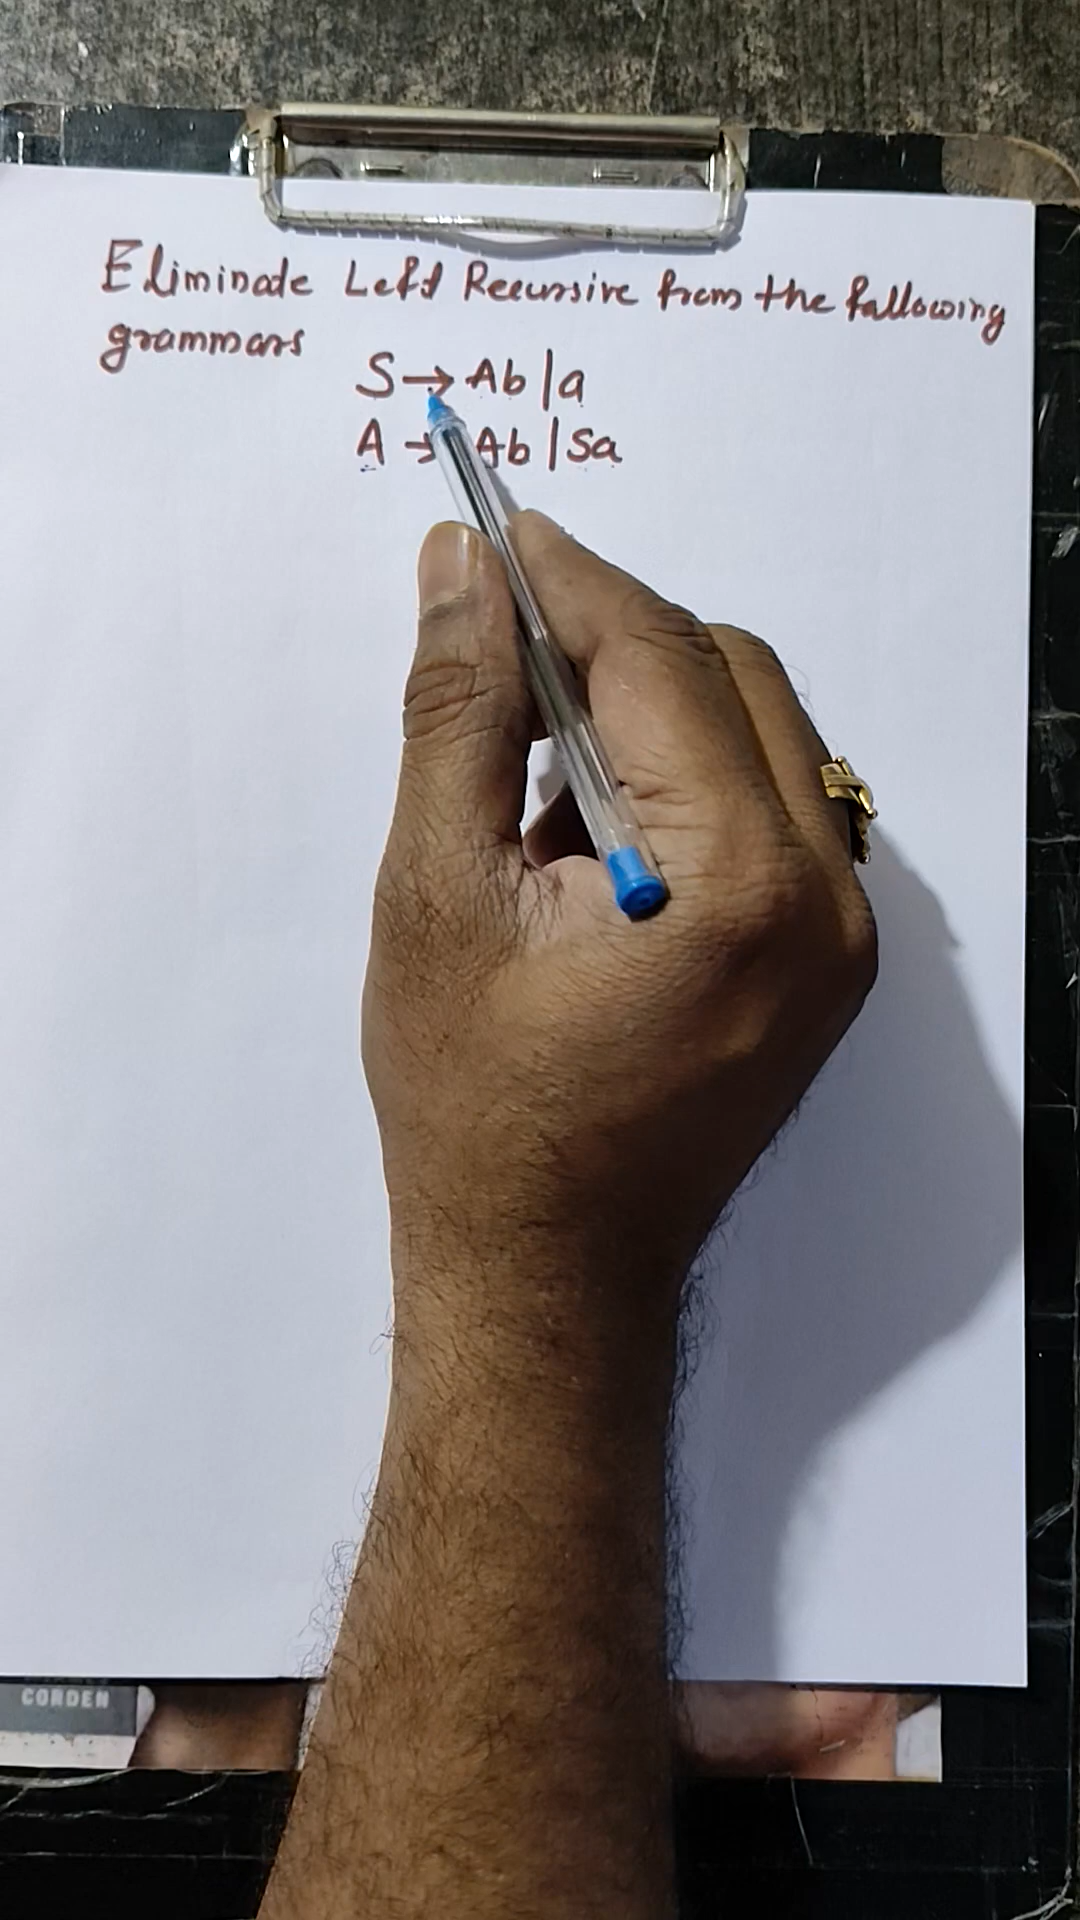 Eliminate Left Recursive from the following
grammars
S → Ab | a
A → Ab | Sa
CORDEN